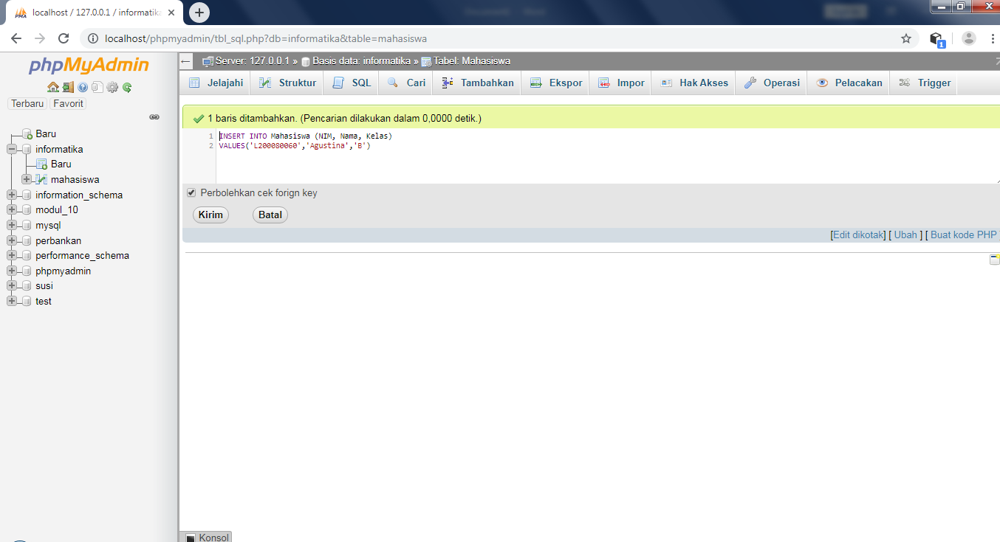 localhost / 127.0.0.1 / informatika
localhost/phpmyadmin/tbl_sql.php?db=informatika&table=mahasiswa
1
phpMyAdmin
Terbaru Favorit
Baru
informatika
Baru
mahasiswa
information_schema
modul_10
mysql
perbankan
performance_schema
phpmyadmin
susi
test
Server: 127.0.0.1 » Basis data: informatika » Tabel: Mahasiswa
Jelajahi Struktur SQL Cari Tambahkan Ekspor Impor Hak Akses Operasi Pelacakan Trigger
1 baris ditambahkan. (Pencarian dilakukan dalam 0,0000 detik.)
1 INSERT INTO Mahasiswa (NIM, Nama, Kelas)
2 VALUES('L200080060','Agustina','B')
Perbolehkan cek forign key
Kirim Batal
[Edit dikotak] [ Ubah ] [ Buat kode PHP
Konsol